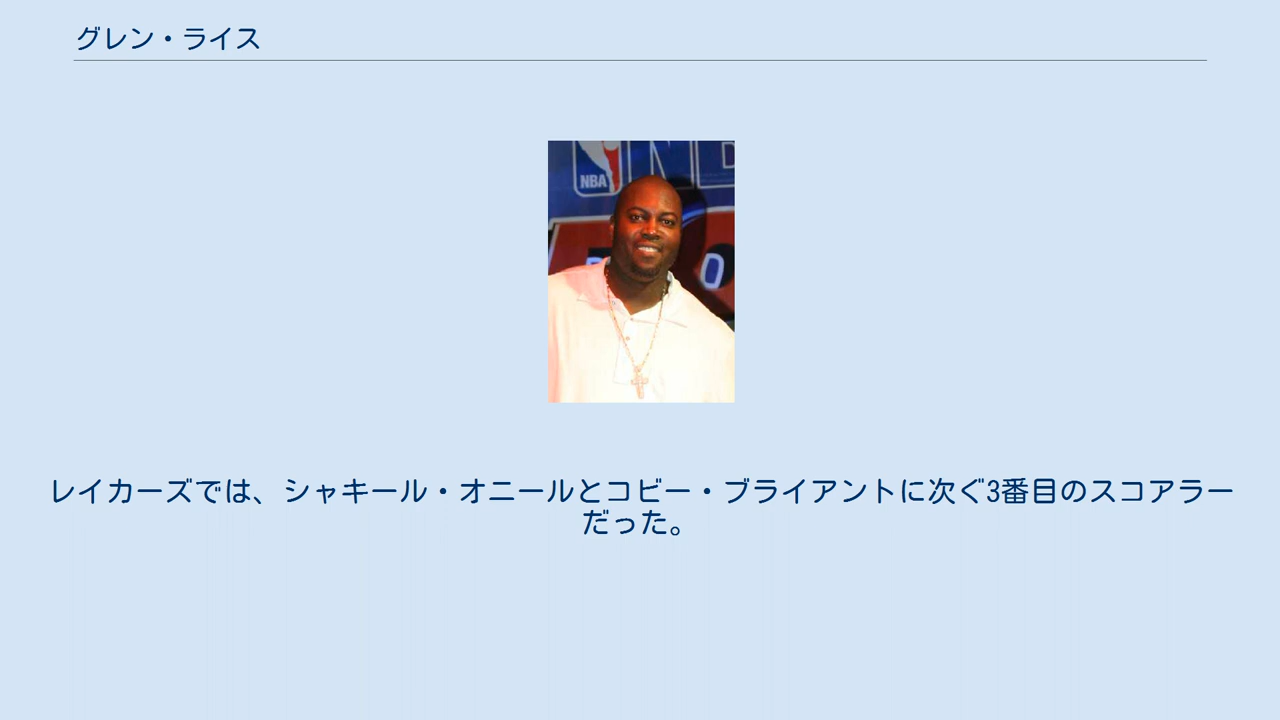 グレン・ライス
NBA
レイカーズでは、シャキール・オニールとコビー・ブライアントに次ぐ3番目のスコアラー
だった。